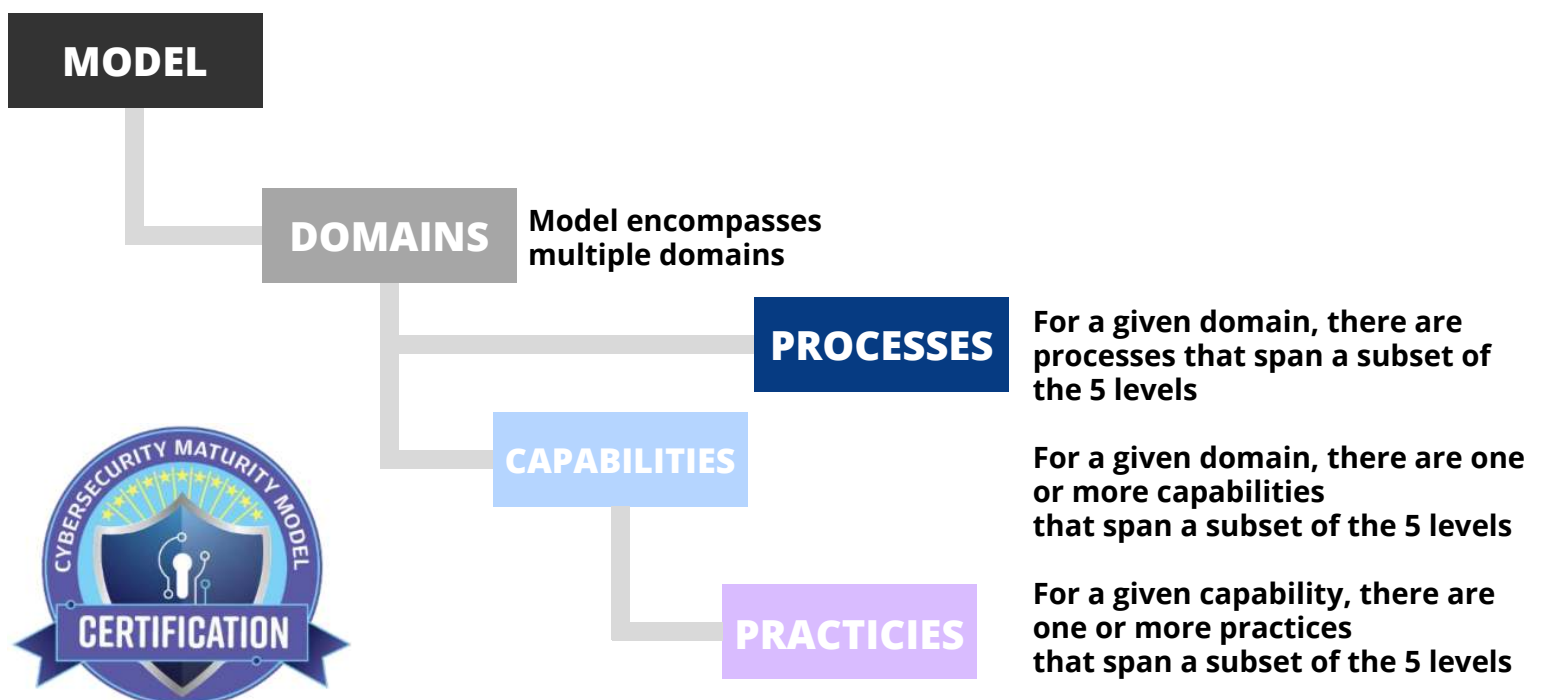 MODEL
DOMAINS
Model encompasses
multiple domains
PROCESSES
For a given domain, there are
processes that span a subset of
the 5 levels
CAPABILITIES
For a given domain, there are one
or more capabilities
that span a subset of the 5 levels
PRACTICIES
For a given capability, there are
one or more practices
that span a subset of the 5 levels
CYBERSECURITY MATURITY MODEL
CERTIFICATION